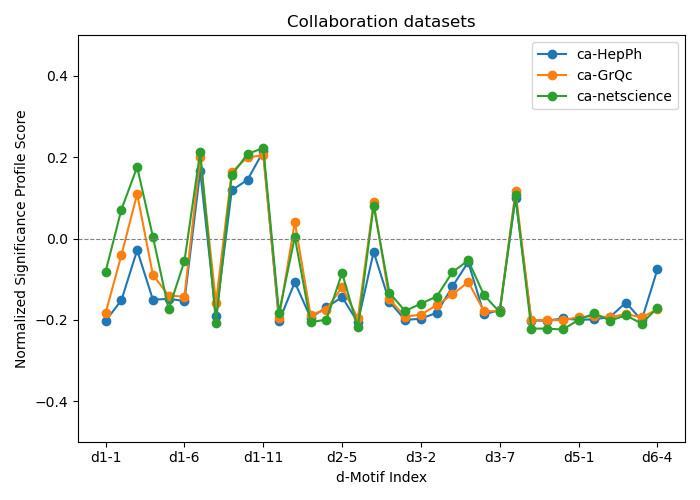 Collaboration datasets
ca-HepPh
ca-GrQc
ca-netscience
Normalized Significance Profile Score
0.4
0.2
0.0
−0.2
−0.4
d1-1 d1-6 d1-11 d2-5 d3-2 d3-7 d5-1 d6-4
d-Motif Index